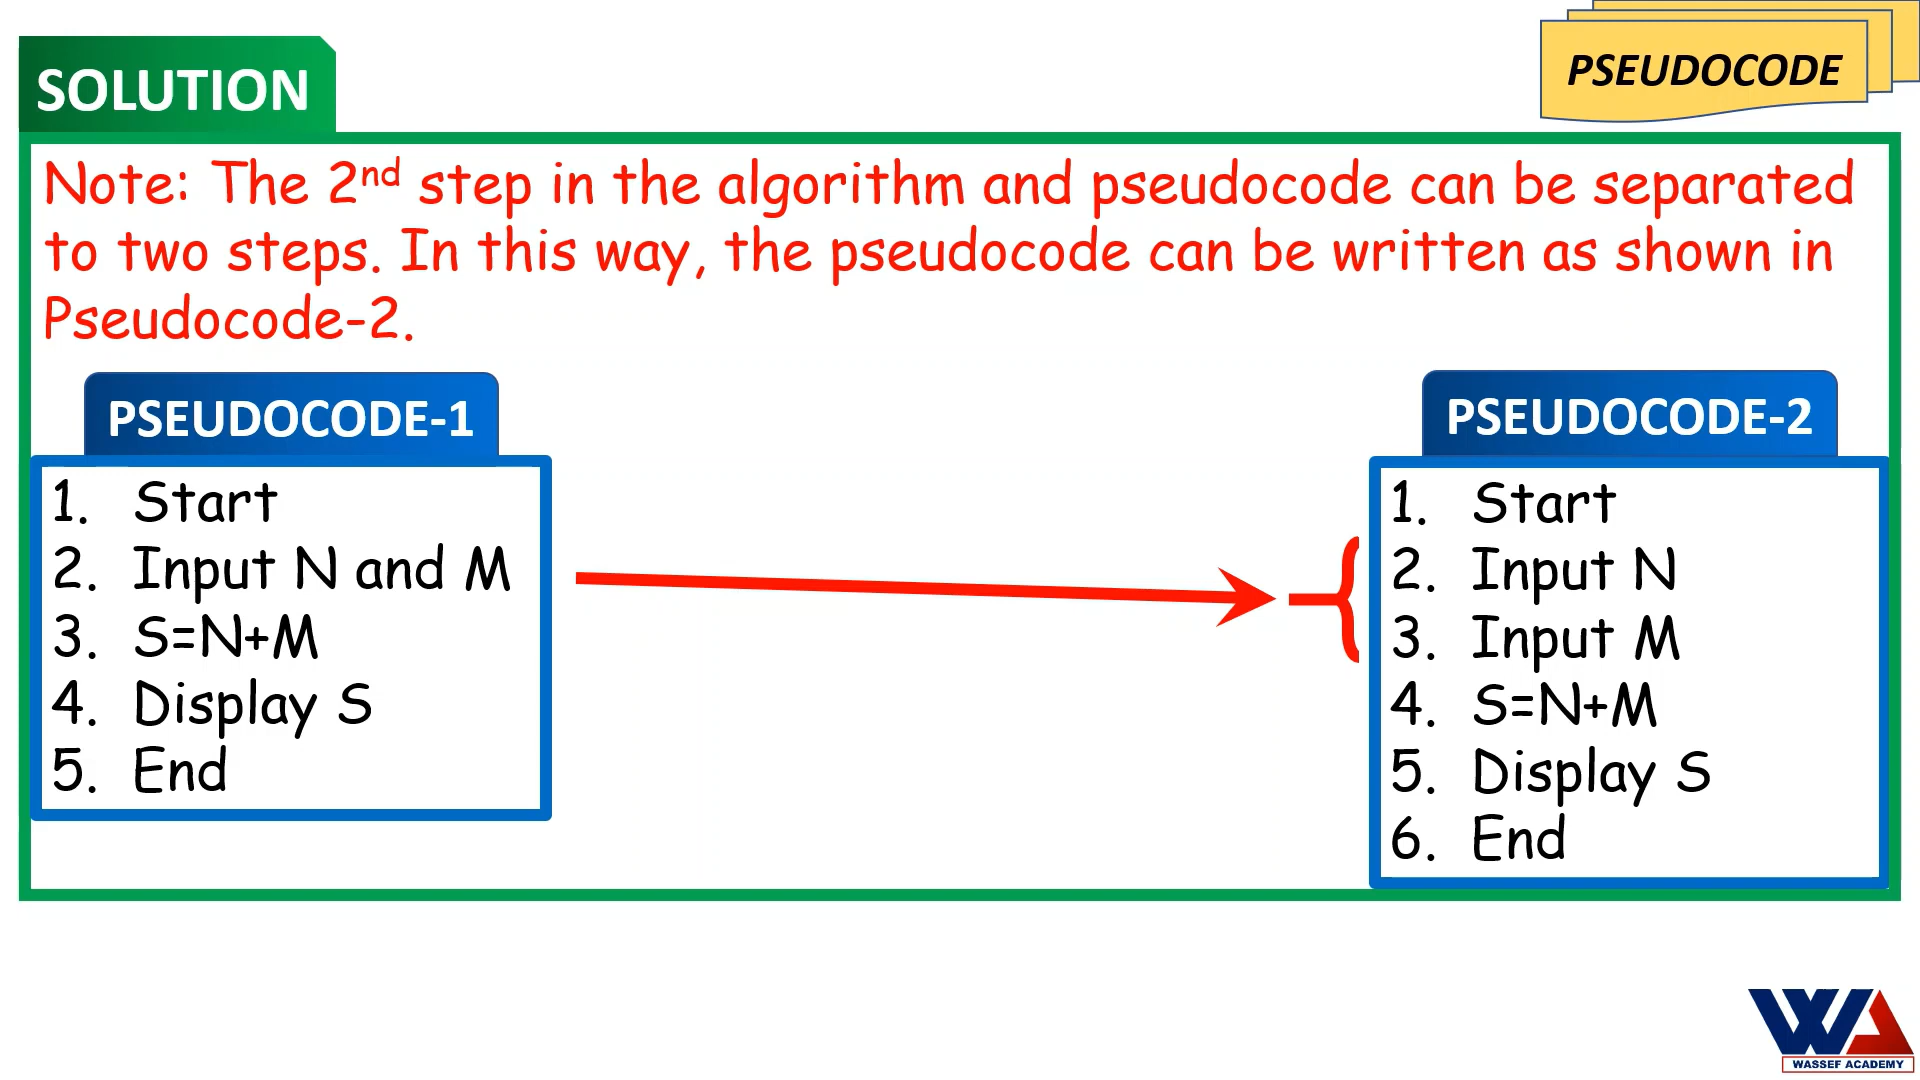 SOLUTION
PSEUDOCODE
Note: The 2nd step in the algorithm and pseudocode can be separated
to two steps. In this way, the pseudocode can be written as shown in
Pseudocode-2.
PSEUDOCODE-1
1. Start
2. Input N and M
3. S=N+M
4. Display S
5. End
PSEUDOCODE-2
1. Start
2. Input N
3. Input M
4. S=N+M
5. Display S
6. End
WA
WASSEF ACADEMY